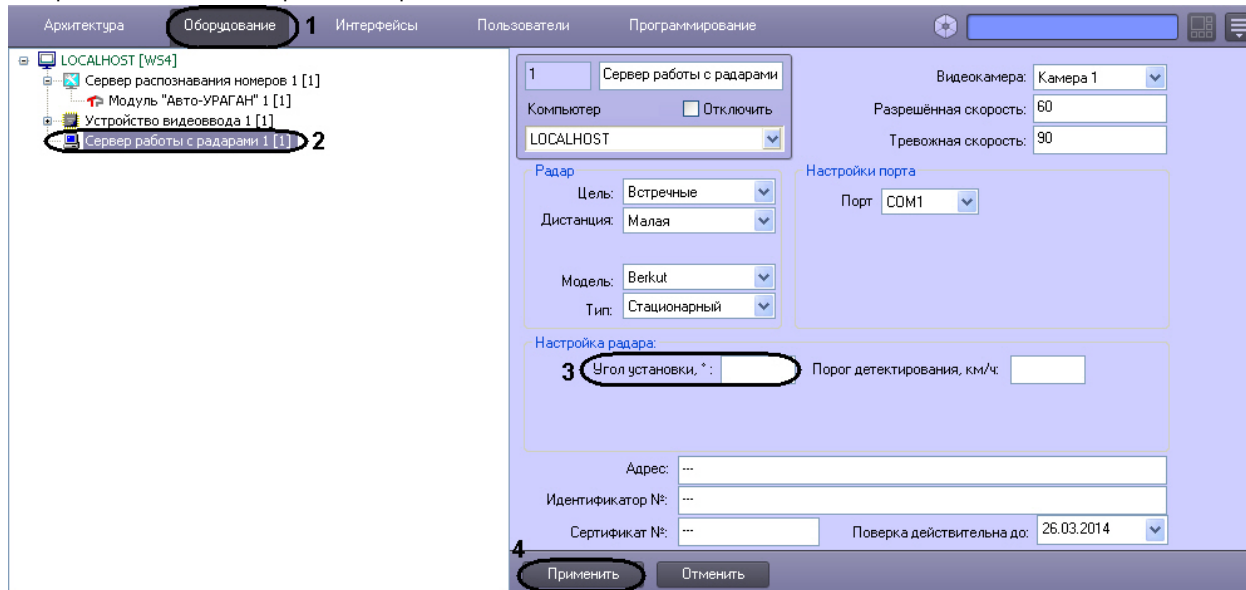 Архитектура Оборудование 1 Интерфейсы Пользователи Программирование
LOCALHOST [WS4]
Сервер распознавания номеров 1 [1]
Модуль "Авто-УРАГАН" 1 [1]
Устройство видеоввода 1 [1]
Сервер работы с радарами 1 [1] 2
1 Сервер работы с радарами
Компьютер Отключить
LOCALHOST
Видеокамера: Камера 1
Разрешённая скорость: 60
Тревожная скорость: 90
Радар
Цель: Встречные
Дистанция: Малая
Модель: Berkut
Тип: Стационарный
Настройки порта
Порт COM1
Настройка радара:
3 Угол установки, ° : Порог детектирования, км/ч:
Адрес: ---
Идентификатор №: ---
Сертификат №: --- Поверка действительна до: 26.03.2014
4
Применить Отменить